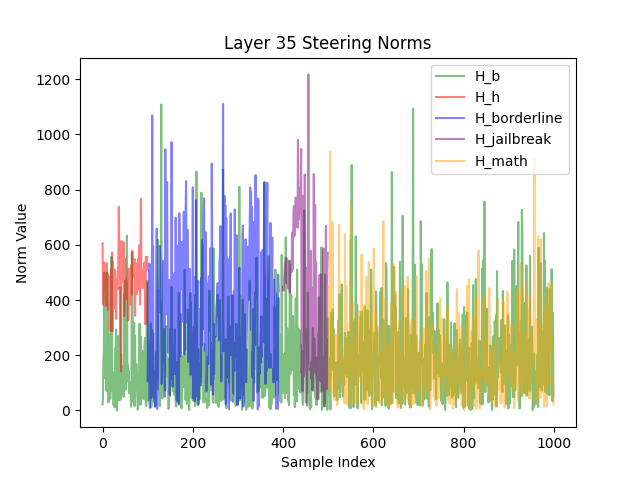 Layer 35 Steering Norms
Norm Value
1200
1000
800
600
400
200
0
0
200
400
600
800
1000
Sample Index
H_b
H_h
H_borderline
H_jailbreak
H_math